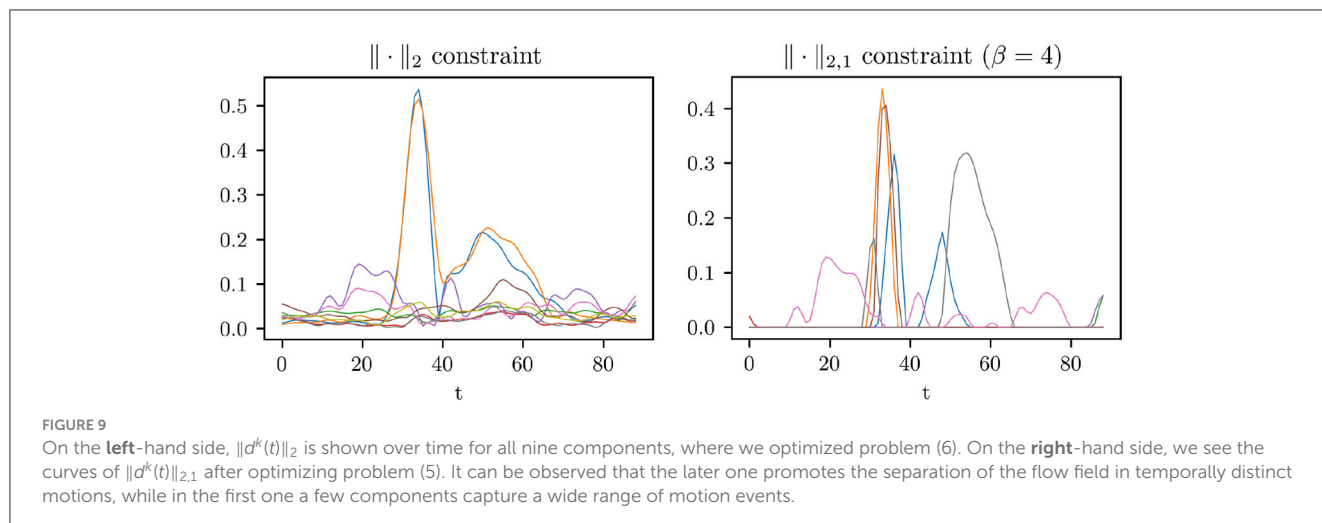 ‖ · ‖₂ constraint
0.5
0.4
0.3
0.2
0.1
0.0
0 20 40 60 80
t
‖ · ‖₂,₁ constraint (β = 4)
0.4
0.3
0.2
0.1
0.0
0 20 40 60 80
t
FIGURE 9
On the left-hand side, ‖dᵏ(t)‖₂ is shown over time for all nine components, where we optimized problem (6). On the right-hand side, we see the
curves of ‖dᵏ(t)‖₂,₁ after optimizing problem (5). It can be observed that the later one promotes the separation of the flow field in temporally distinct
motions, while in the first one a few components capture a wide range of motion events.